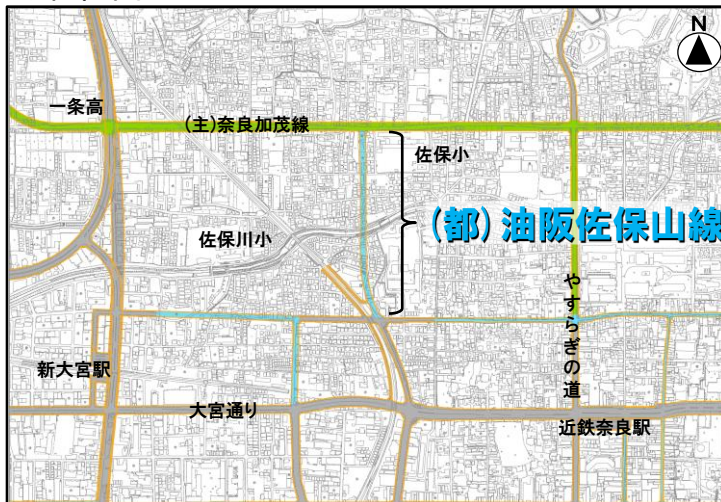 N
一条高
(主)奈良加茂線
佐保小
佐保川小
(都)油阪佐保山線
やすらぎの道
新大宮駅
大宮通り
近鉄奈良駅